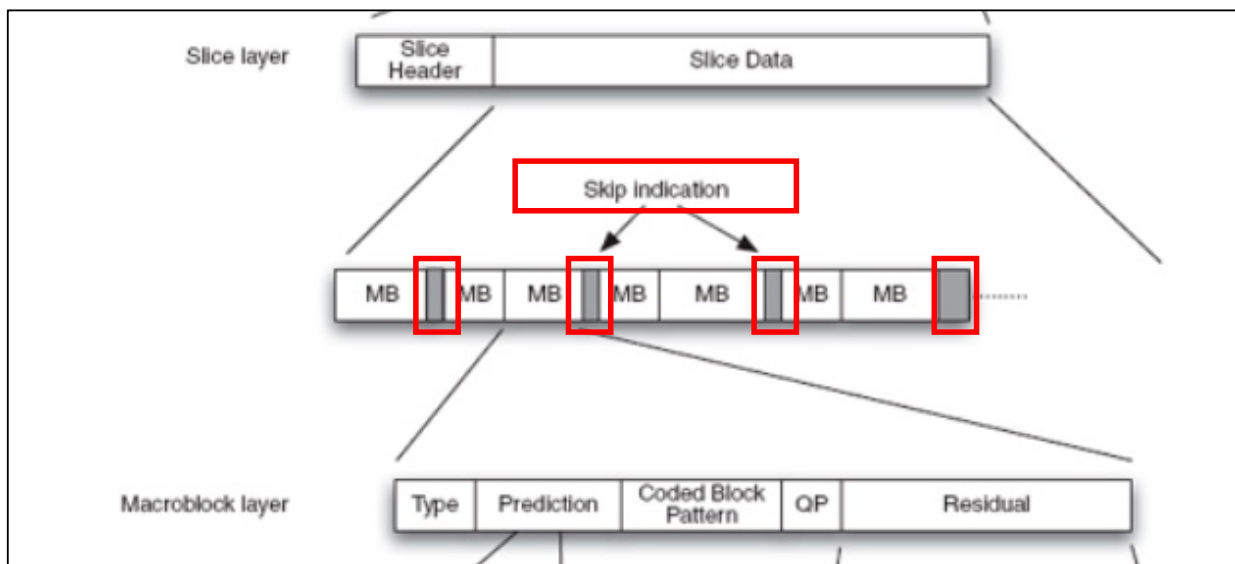 Slice layer
Slice
Header
Slice Data
Skip indication
MB MB MB MB MB MB MB
Macroblock layer
Type
Prediction
Coded Block
Pattern
QP
Residual